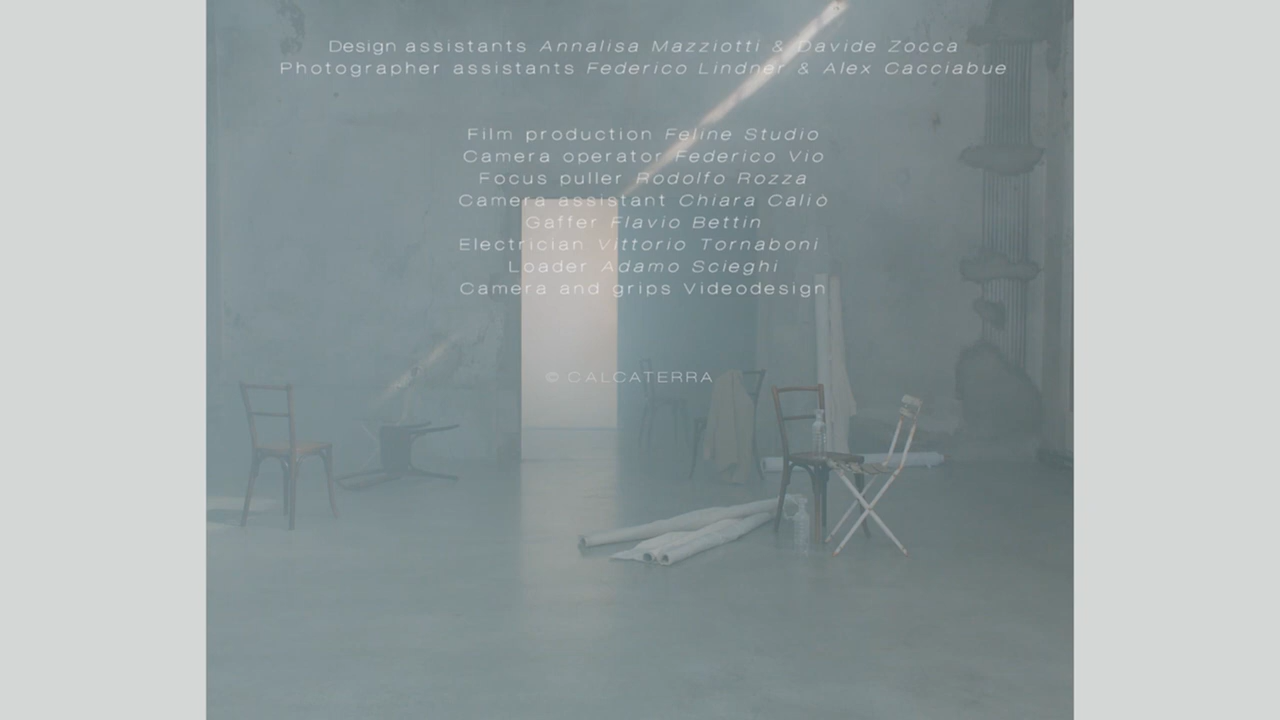 Design assistants Annalisa Mazziotti & Davide Zocca
Photographer assistants Federico Lindner & Alex Cacciabue
Film production Feline Studio
Camera operator Federico Vio
Focus puller Rodolfo Rozza
Camera assistant Chiara Caliò
Gaffer Flavio Bettin
Electrician Vittorio Tornaboni
Loader Adamo Scieghi
Camera and grips Videodesign
© CALCATERRA